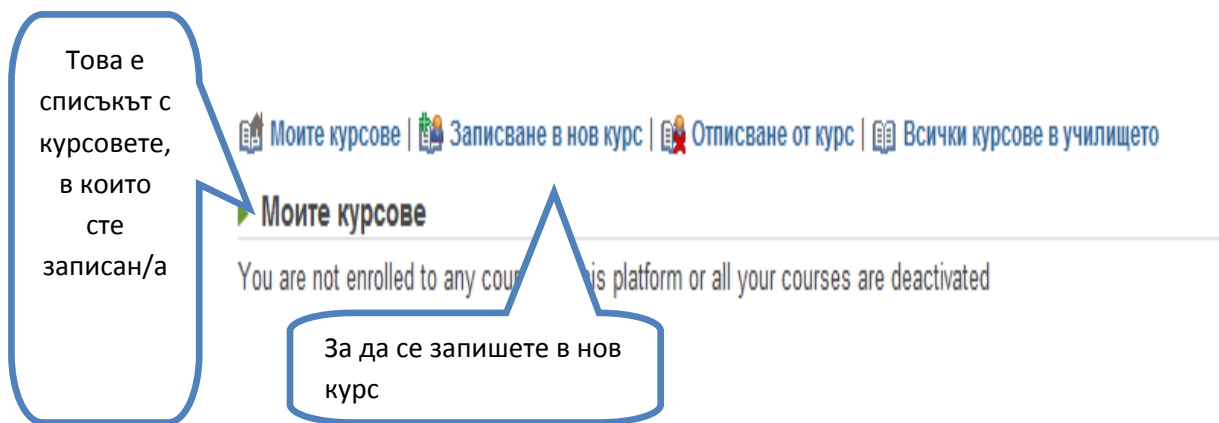 Това е
списъкът с
курсовете,
в които
сте
записан/а
Моите курсове | Записване в нов курс | Отписване от курс | Всички курсове в училището
Моите курсове
You are not enrolled to any cou is platform or all your courses are deactivated
За да се запишете в нов
курс